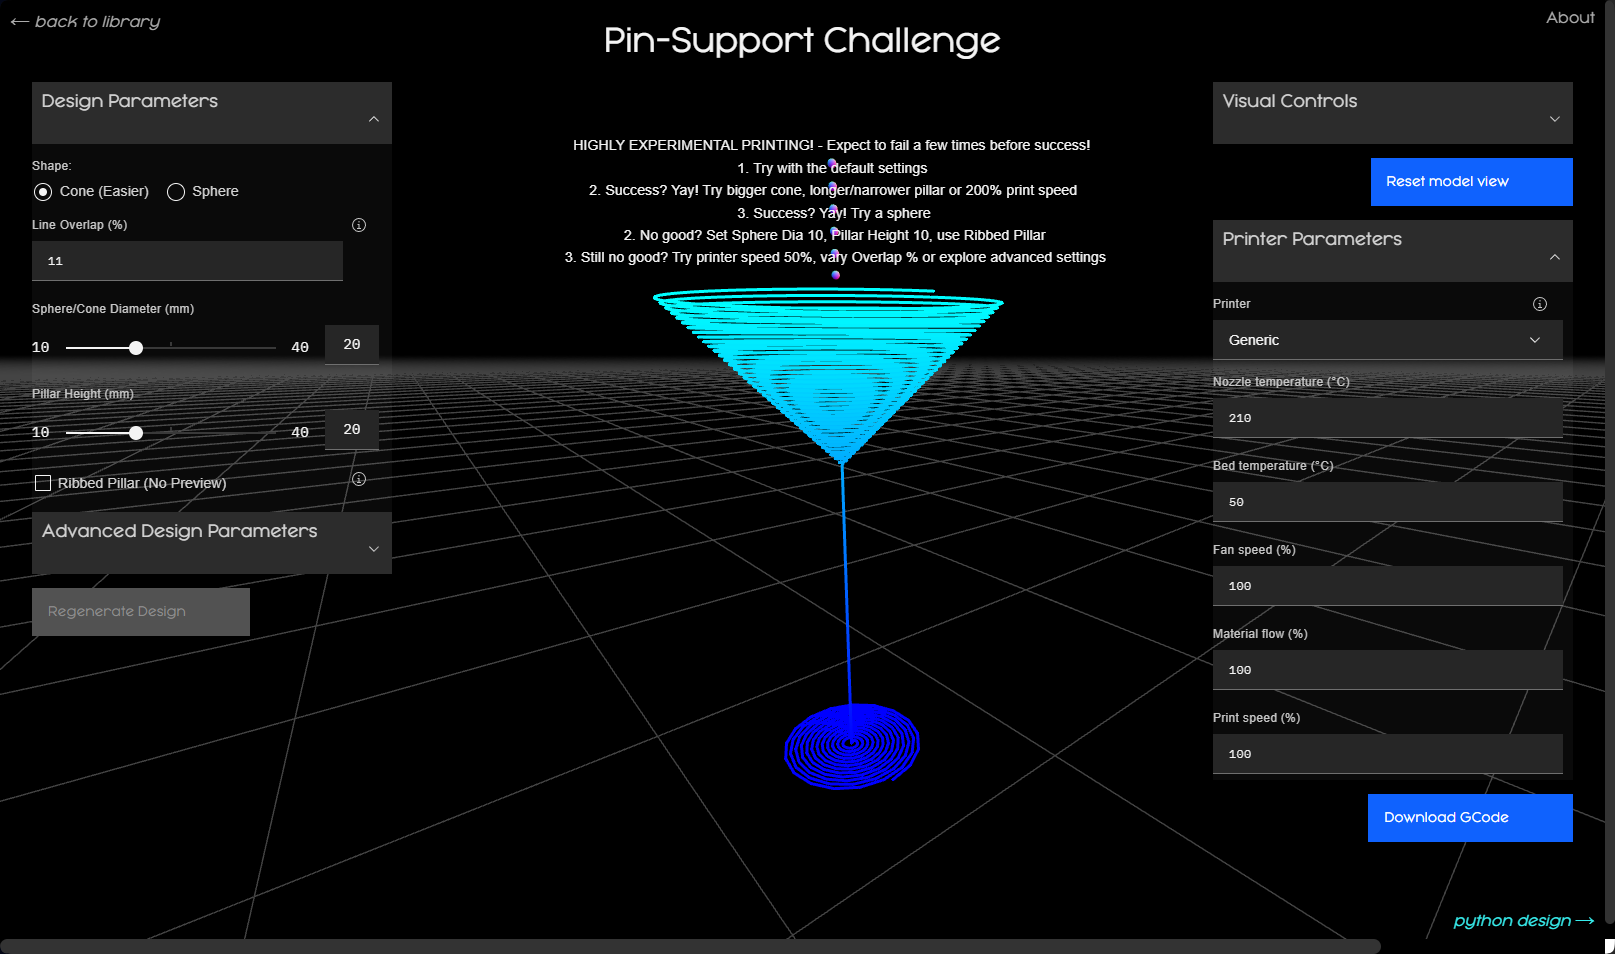 ← back to library
About
Pin-Support Challenge
Design Parameters
Shape:
Cone (Easier)
Sphere
Line Overlap (%)
11
Sphere/Cone Diameter (mm)
10
40
20
Pillar Height (mm)
10
40
20
Ribbed Pillar (No Preview)
Advanced Design Parameters
Regenerate Design
HIGHLY EXPERIMENTAL PRINTING! - Expect to fail a few times before success!
1. Try with the default settings
2. Success? Yay! Try bigger cone, longer/narrower pillar or 200% print speed
3. Success? Yay! Try a sphere
2. No good? Set Sphere Dia 10, Pillar Height 10, use Ribbed Pillar
3. Still no good? Try printer speed 50%, vary Overlap % or explore advanced settings
Visual Controls
Reset model view
Printer Parameters
Printer
Generic
Nozzle temperature (°C)
210
Bed temperature (°C)
50
Fan speed (%)
100
Material flow (%)
100
Print speed (%)
100
Download GCode
python design →